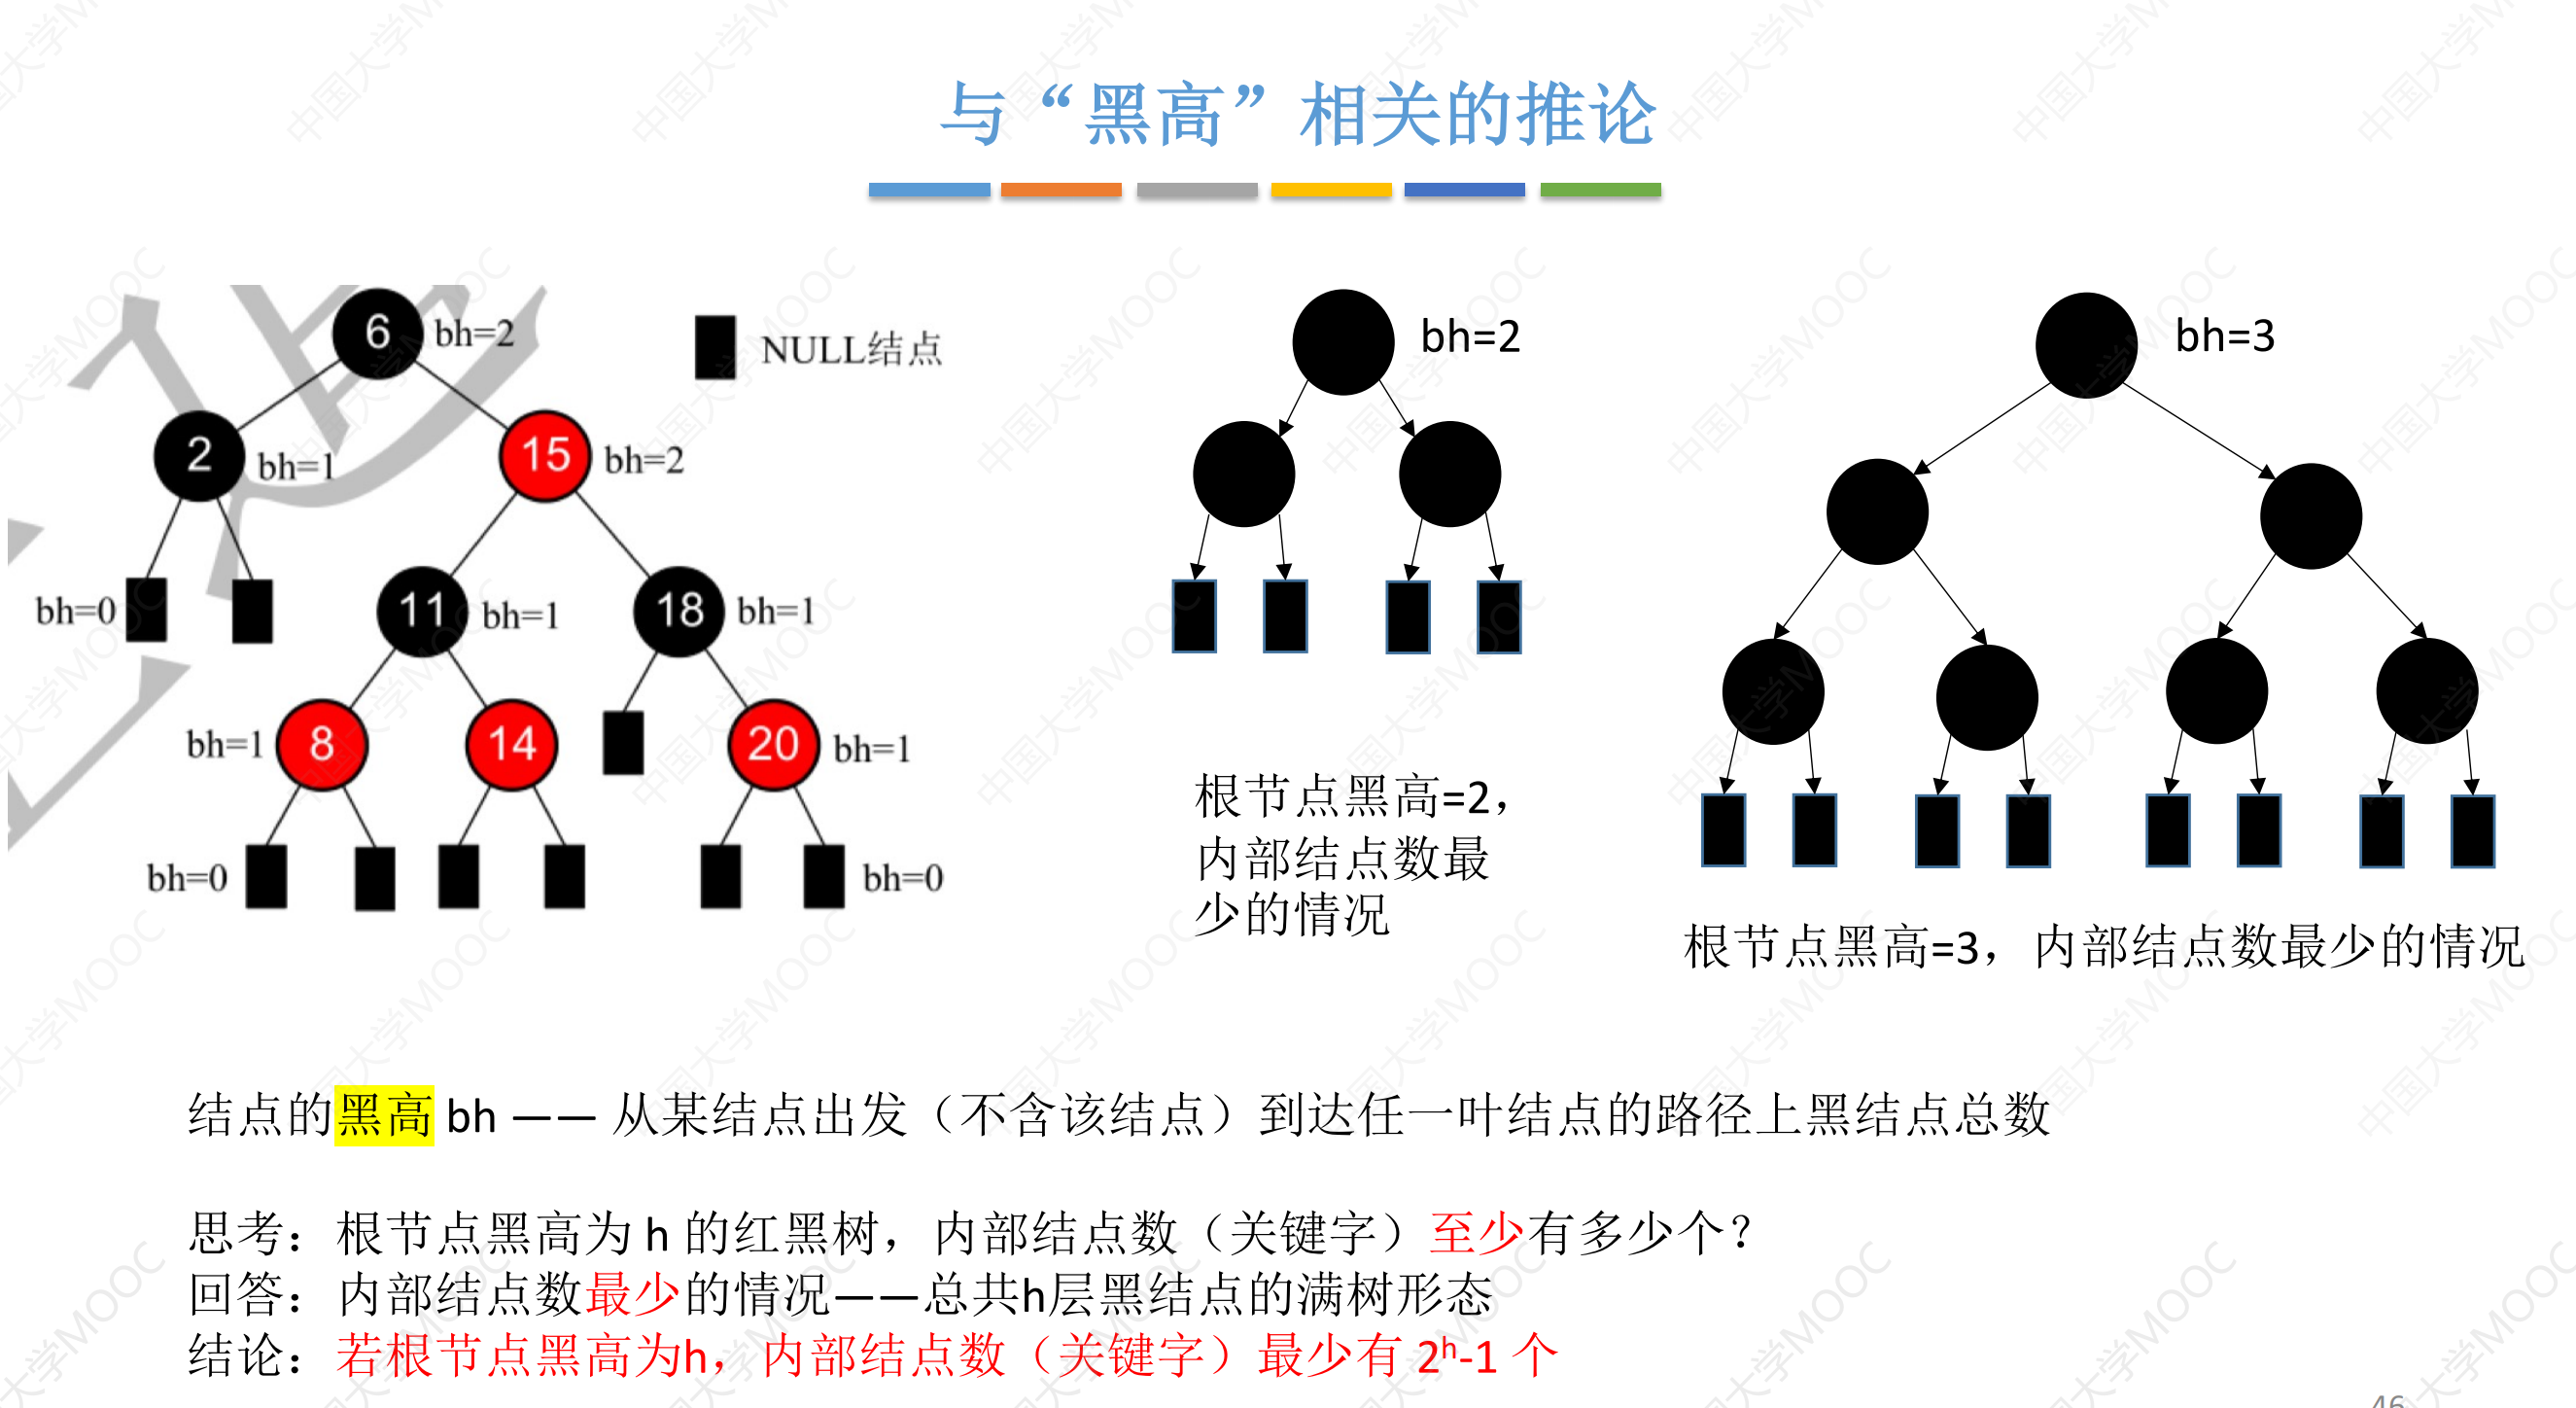 与“黑高”相关的推论
6 bh=2
NULL结点
2 bh=1
15 bh=2
bh=0
11 bh=1
18 bh=1
bh=1 8
14
20 bh=1
bh=0
bh=0
bh=2
根节点黑高=2，
内部结点数最
少的情况
bh=3
根节点黑高=3，内部结点数最少的情况
结点的黑高 bh —— 从某结点出发（不含该结点）到达任一叶结点的路径上黑结点总数
思考：根节点黑高为 h 的红黑树，内部结点数（关键字）至少有多少个？
回答：内部结点数最少的情况——总共h层黑结点的满树形态
结论：若根节点黑高为h，内部结点数（关键字）最少有 2ʰ-1 个
46
中国大学MOOC